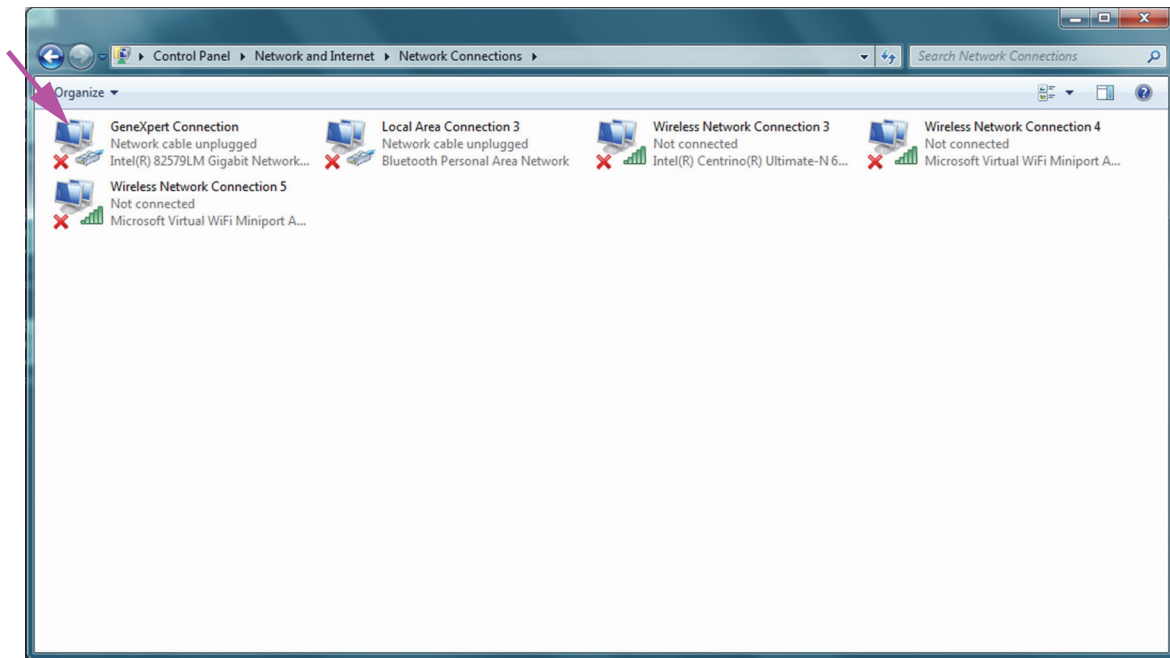 Control Panel Network and Internet Network Connections Search Network Connections
Organize
GeneXpert Connection
Network cable unplugged
Intel(R) 82579LM Gigabit Network...
Local Area Connection 3
Network cable unplugged
Bluetooth Personal Area Network
Wireless Network Connection 3
Not connected
Intel(R) Centrino(R) Ultimate-N 6...
Wireless Network Connection 4
Not connected
Microsoft Virtual WiFi Miniport A...
Wireless Network Connection 5
Not connected
Microsoft Virtual WiFi Miniport A...